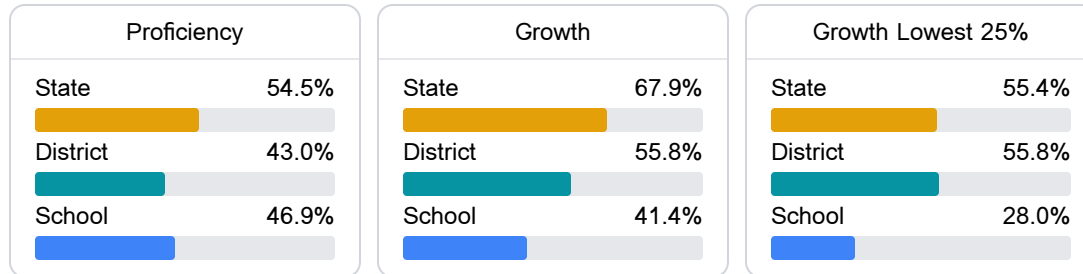 Proficiency
State 54.5%
District 43.0%
School 46.9%
Growth
State 67.9%
District 55.8%
School 41.4%
Growth Lowest 25%
State 55.4%
District 55.8%
School 28.0%